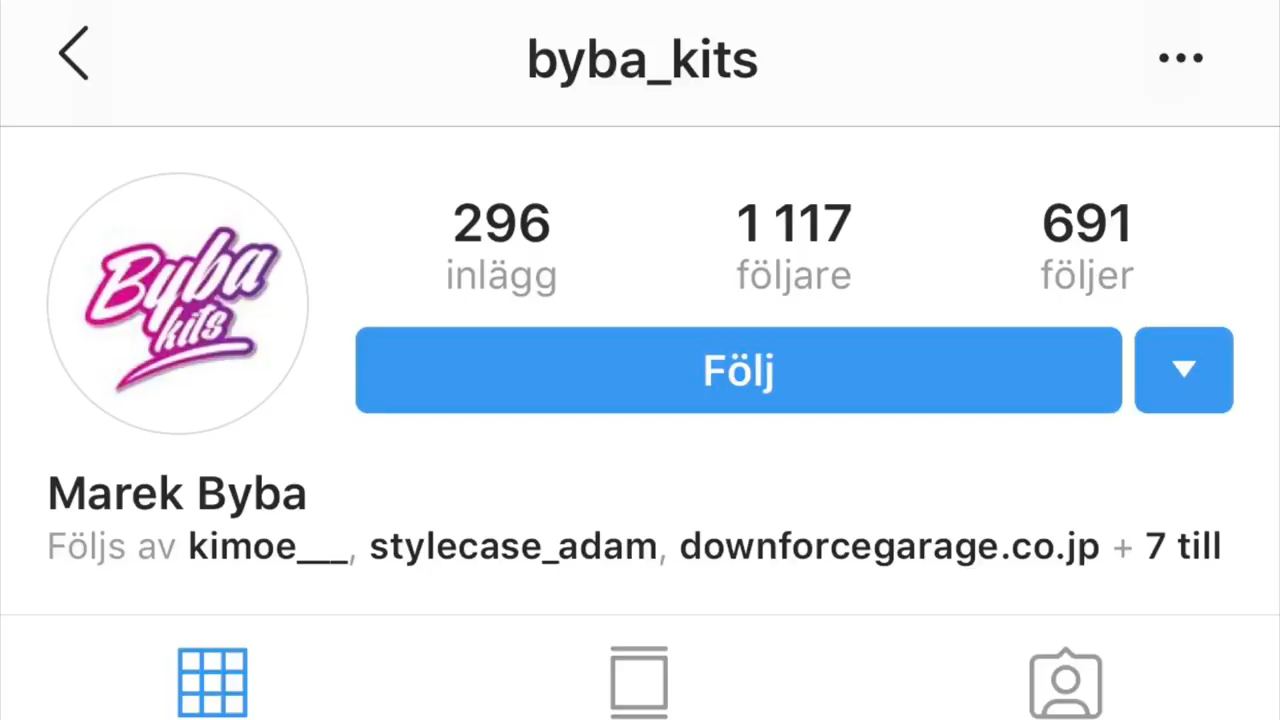 byba_kits
Byba
kits
296
1 117
691
inlägg
följare
följer
Följ
Marek Byba
Följs av kimoe___, stylecase_adam, downforcegarage.co.jp + 7 till